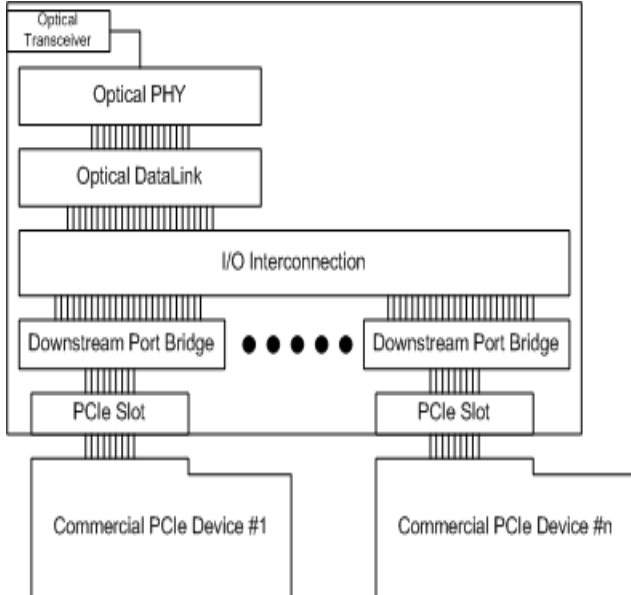 Optical
Transceiver
Optical PHY
Optical DataLink
I/O Interconnection
Downstream Port Bridge
Downstream Port Bridge
PCIe Slot
PCIe Slot
Commercial PCIe Device #1
Commercial PCIe Device #n